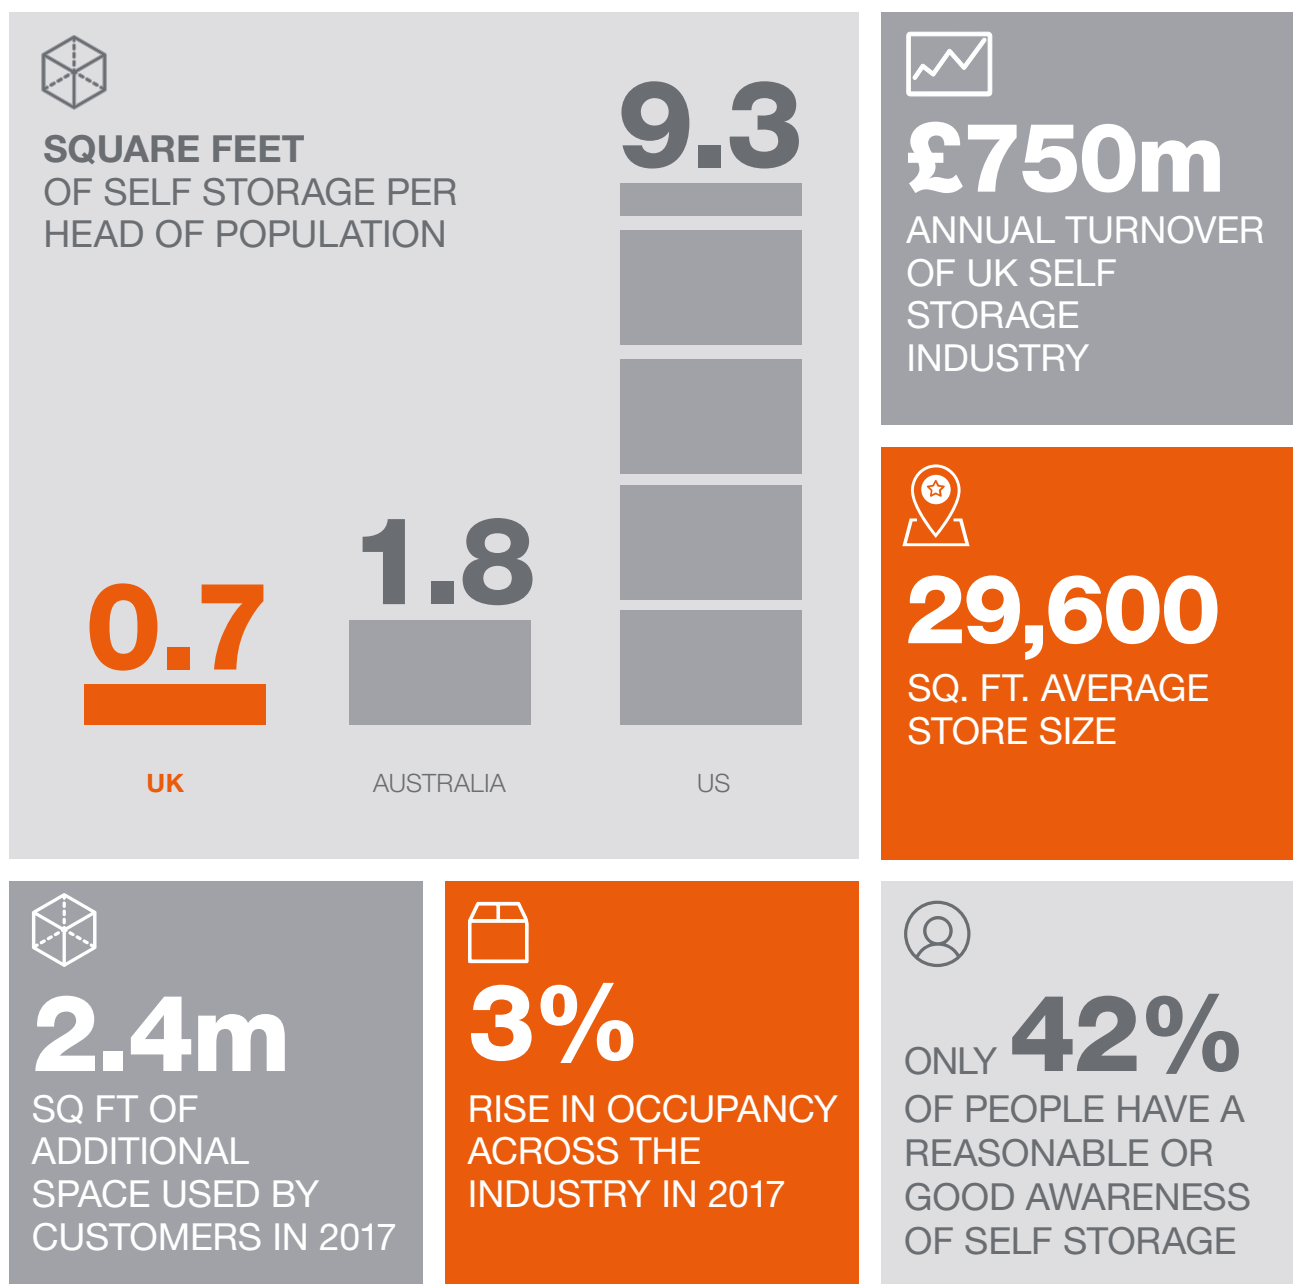 SQUARE FEET
OF SELF STORAGE PER
HEAD OF POPULATION
0.7
1.8
9.3
UK
AUSTRALIA
US
£750m
ANNUAL TURNOVER
OF UK SELF
STORAGE
INDUSTRY
29,600
SQ. FT. AVERAGE
STORE SIZE
2.4m
SQ FT OF
ADDITIONAL
SPACE USED BY
CUSTOMERS IN 2017
3%
RISE IN OCCUPANCY
ACROSS THE
INDUSTRY IN 2017
ONLY 42%
OF PEOPLE HAVE A
REASONABLE OR
GOOD AWARENESS
OF SELF STORAGE